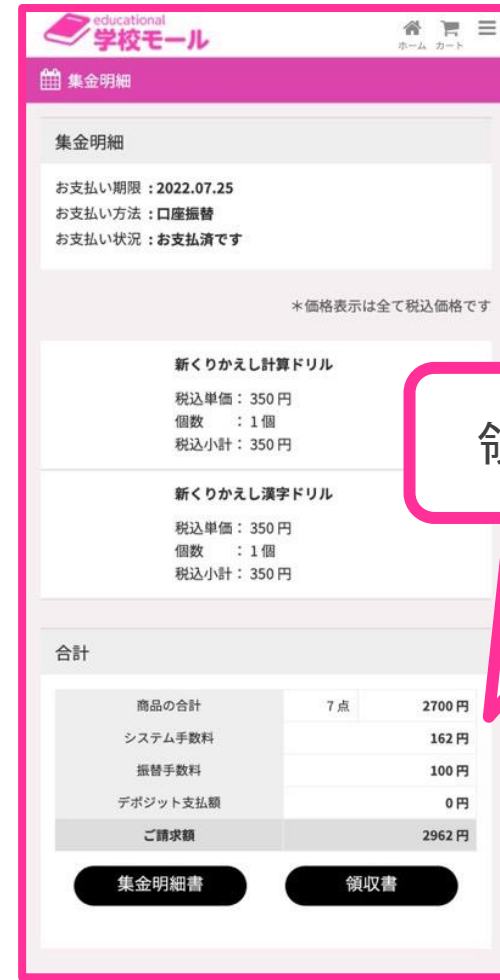 educational
学校モール
ホーム カート
集金明細
集金明細
お支払い期限：2022.07.25
お支払い方法：口座振替
お支払い状況：お支払済です
＊価格表示は全て税込価格です
新くりかえし計算ドリル
税込単価： 350 円
個数　　： 1 個
税込小計： 350 円
新くりかえし漢字ドリル
税込単価： 350 円
個数　　： 1 個
税込小計： 350 円
合計
商品の合計 7 点 2700 円
システム手数料 162 円
振替手数料 100 円
デポジット支払額 0 円
ご請求額 2962 円
集金明細書 領収書